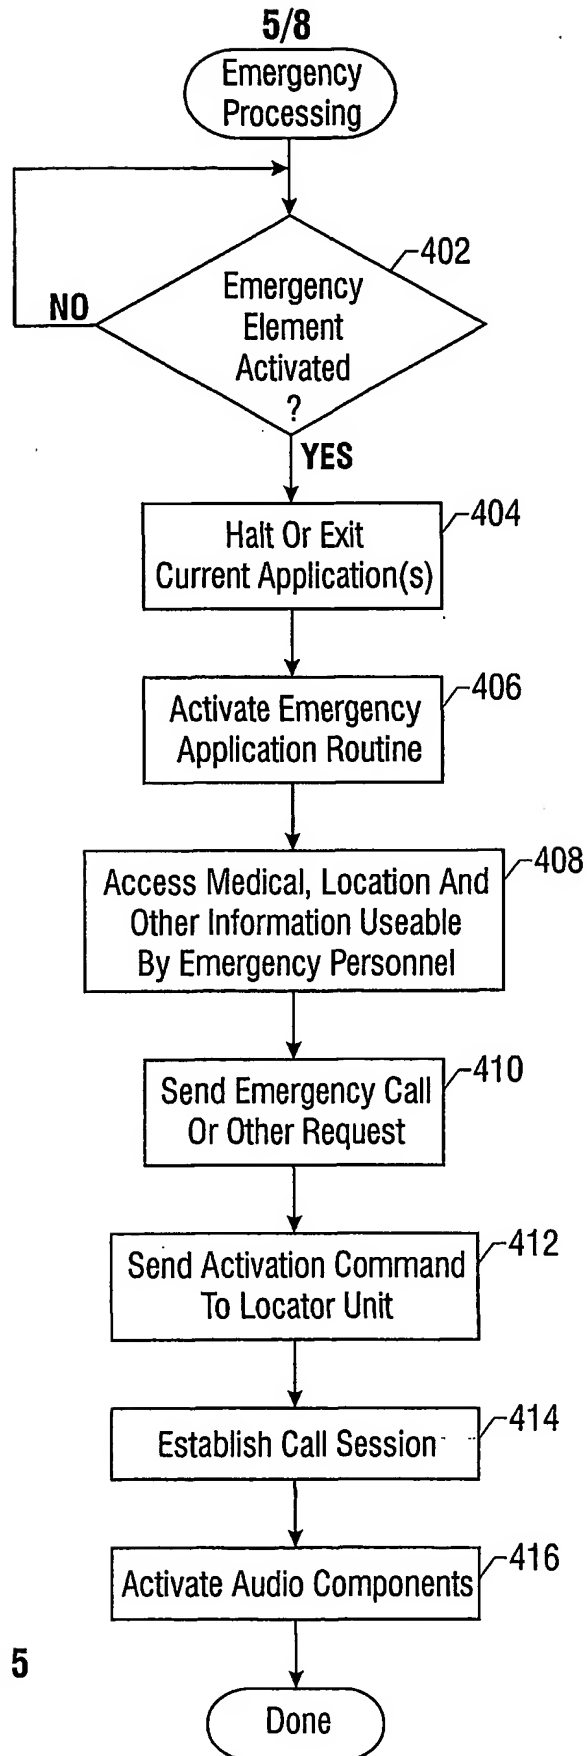 5/8
Emergency
Processing
402
Emergency
Element
Activated
?
NO
YES
404
Halt Or Exit
Current Application(s)
406
Activate Emergency
Application Routine
408
Access Medical, Location And
Other Information Useable
By Emergency Personnel
410
Send Emergency Call
Or Other Request
412
Send Activation Command
To Locator Unit
414
Establish Call Session
416
Activate Audio Components
5
Done